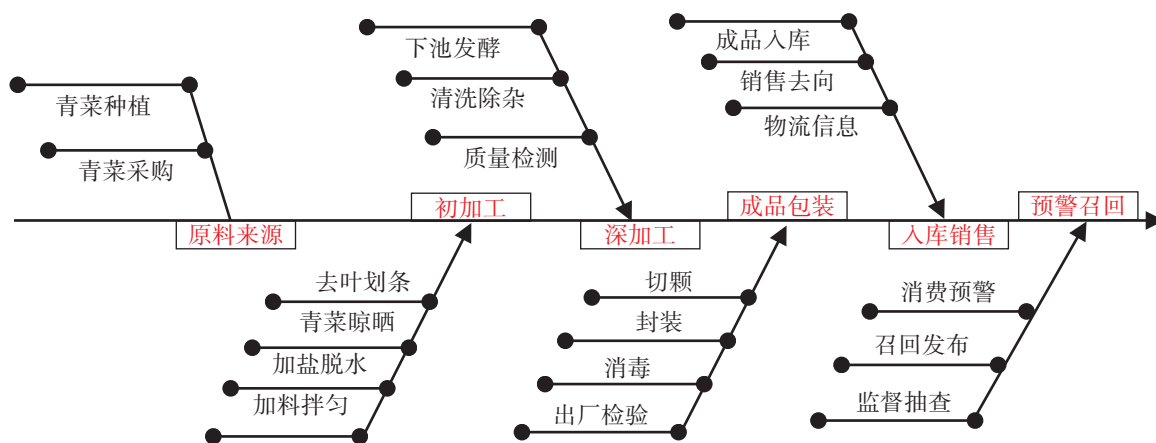 下池发酵
清洗除杂
质量检测
成品入库
销售去向
物流信息
青菜种植
青菜采购
初加工
成品包装
预警召回
原料来源
深加工
入库销售
去叶划条
青菜晾晒
加盐脱水
加料拌匀
切颗
封装
消毒
出厂检验
消费预警
召回发布
监督抽查